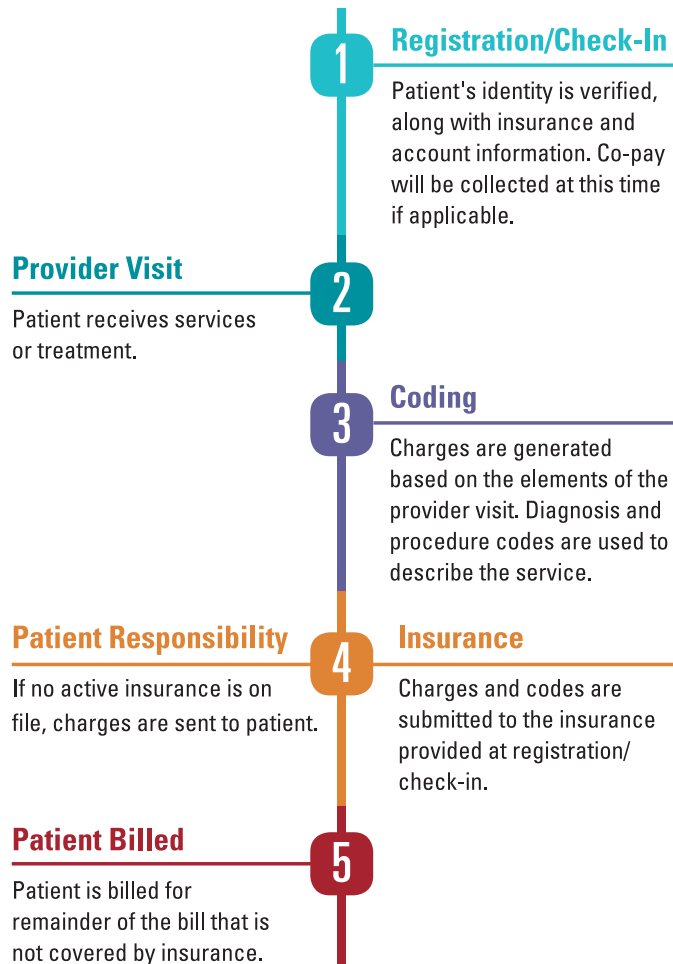 1
Registration/Check-In
Patient's identity is verified,
along with insurance and
account information. Co-pay
will be collected at this time
if applicable.
Provider Visit
2
Patient receives services
or treatment.
3
Coding
Charges are generated
based on the elements of the
provider visit. Diagnosis and
procedure codes are used to
describe the service.
Patient Responsibility
If no active insurance is on
file, charges are sent to patient.
4
Insurance
Charges and codes are
submitted to the insurance
provided at registration/
check-in.
Patient Billed
5
Patient is billed for
remainder of the bill that is
not covered by insurance.